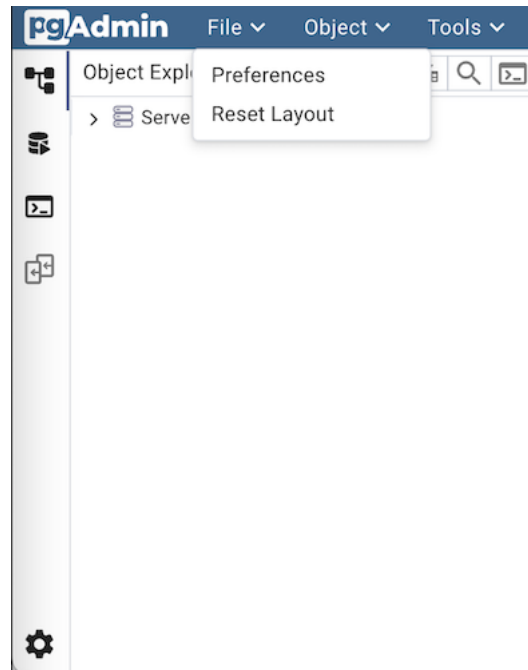 pgAdmin File Object Tools
Object Expl
Preferences
Serve
Reset Layout